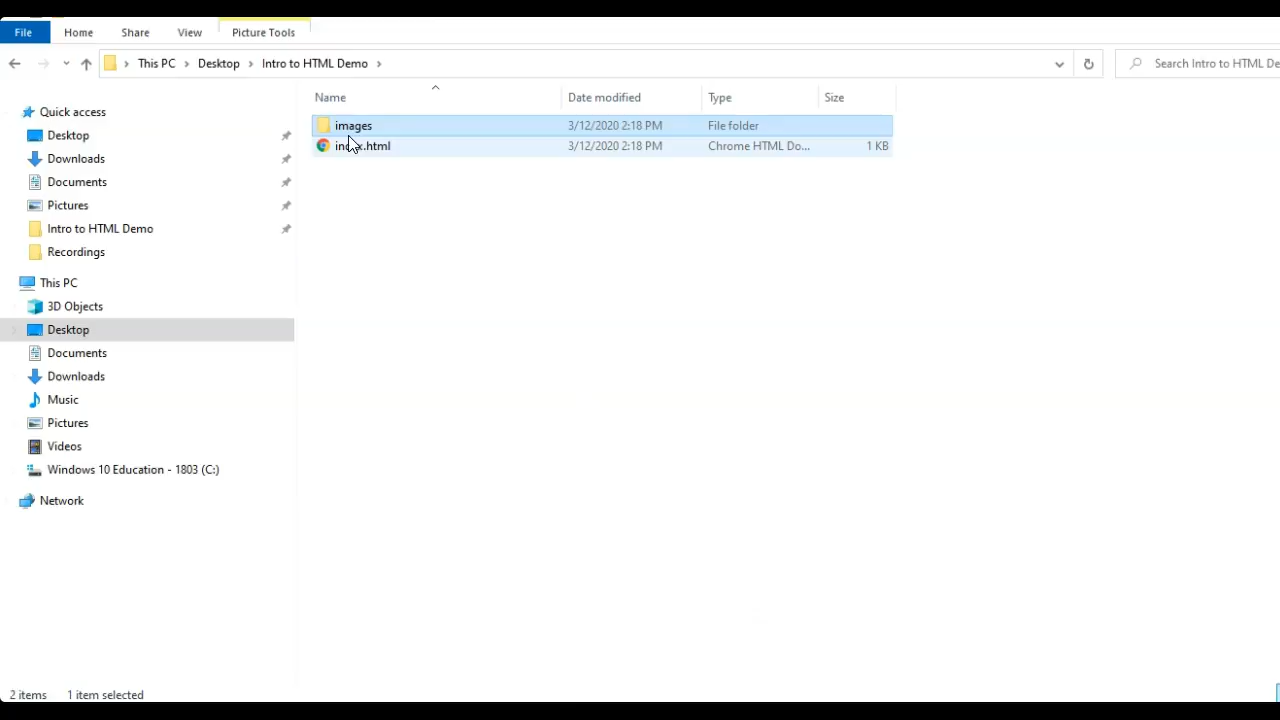 File Home Share View Picture Tools
This PC Desktop Intro to HTML Demo Search Intro to HTML De
Name Date modified Type Size
images 3/12/2020 2:18 PM File folder
index.html 3/12/2020 2:18 PM Chrome HTML Do... 1 KB
Quick access
Desktop
Downloads
Documents
Pictures
Intro to HTML Demo
Recordings
This PC
3D Objects
Desktop
Documents
Downloads
Music
Pictures
Videos
Windows 10 Education - 1803 (C:)
Network
2 items 1 item selected